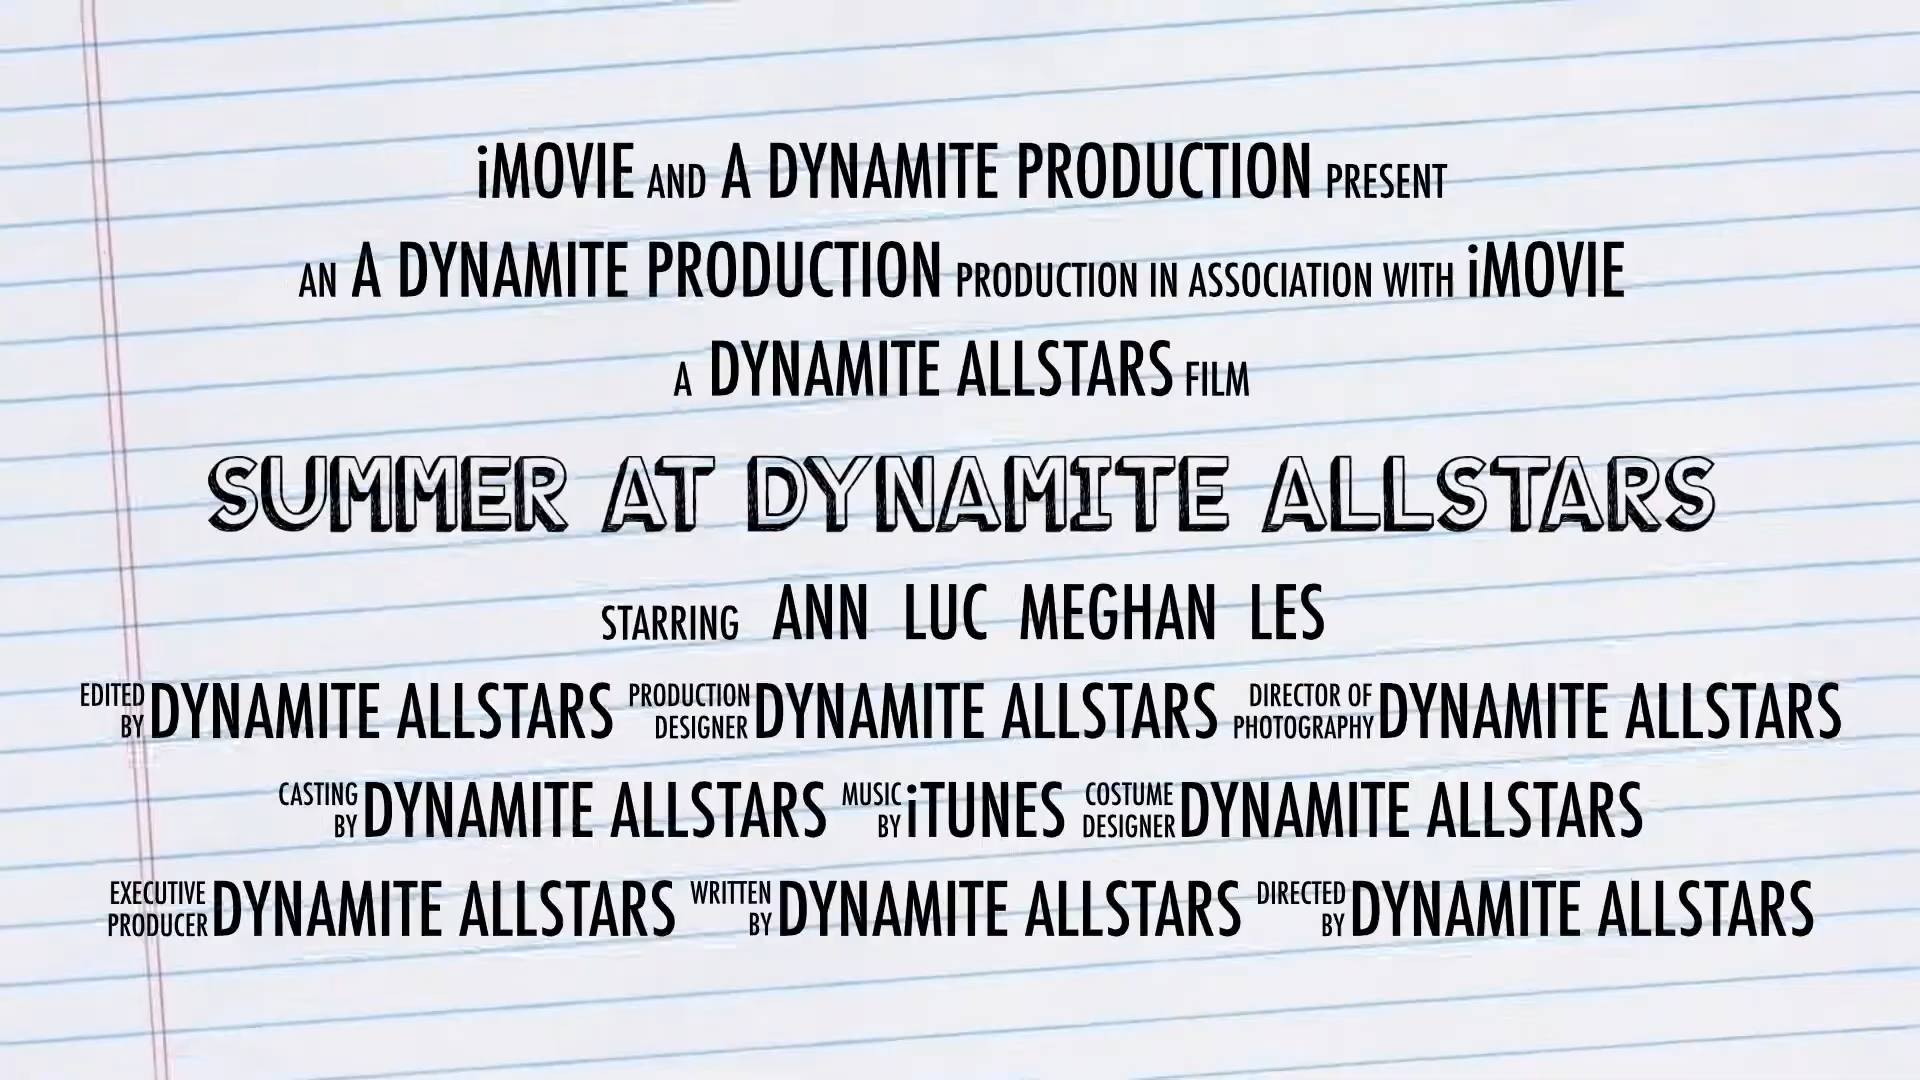 iMOVIE AND A DYNAMITE PRODUCTION PRESENT
AN A DYNAMITE PRODUCTION PRODUCTION IN ASSOCIATION WITH iMOVIE
A DYNAMITE ALLSTARS FILM
SUMMER AT DYNAMITE ALLSTARS
STARRING ANN LUC MEGHAN LES
EDITED BY DYNAMITE ALLSTARS PRODUCTION DESIGNER DYNAMITE ALLSTARS DIRECTOR OF PHOTOGRAPHY DYNAMITE ALLSTARS
CASTING BY DYNAMITE ALLSTARS MUSIC BY iTUNES COSTUME DESIGNER DYNAMITE ALLSTARS
EXECUTIVE PRODUCER DYNAMITE ALLSTARS WRITTEN BY DYNAMITE ALLSTARS DIRECTED BY DYNAMITE ALLSTARS